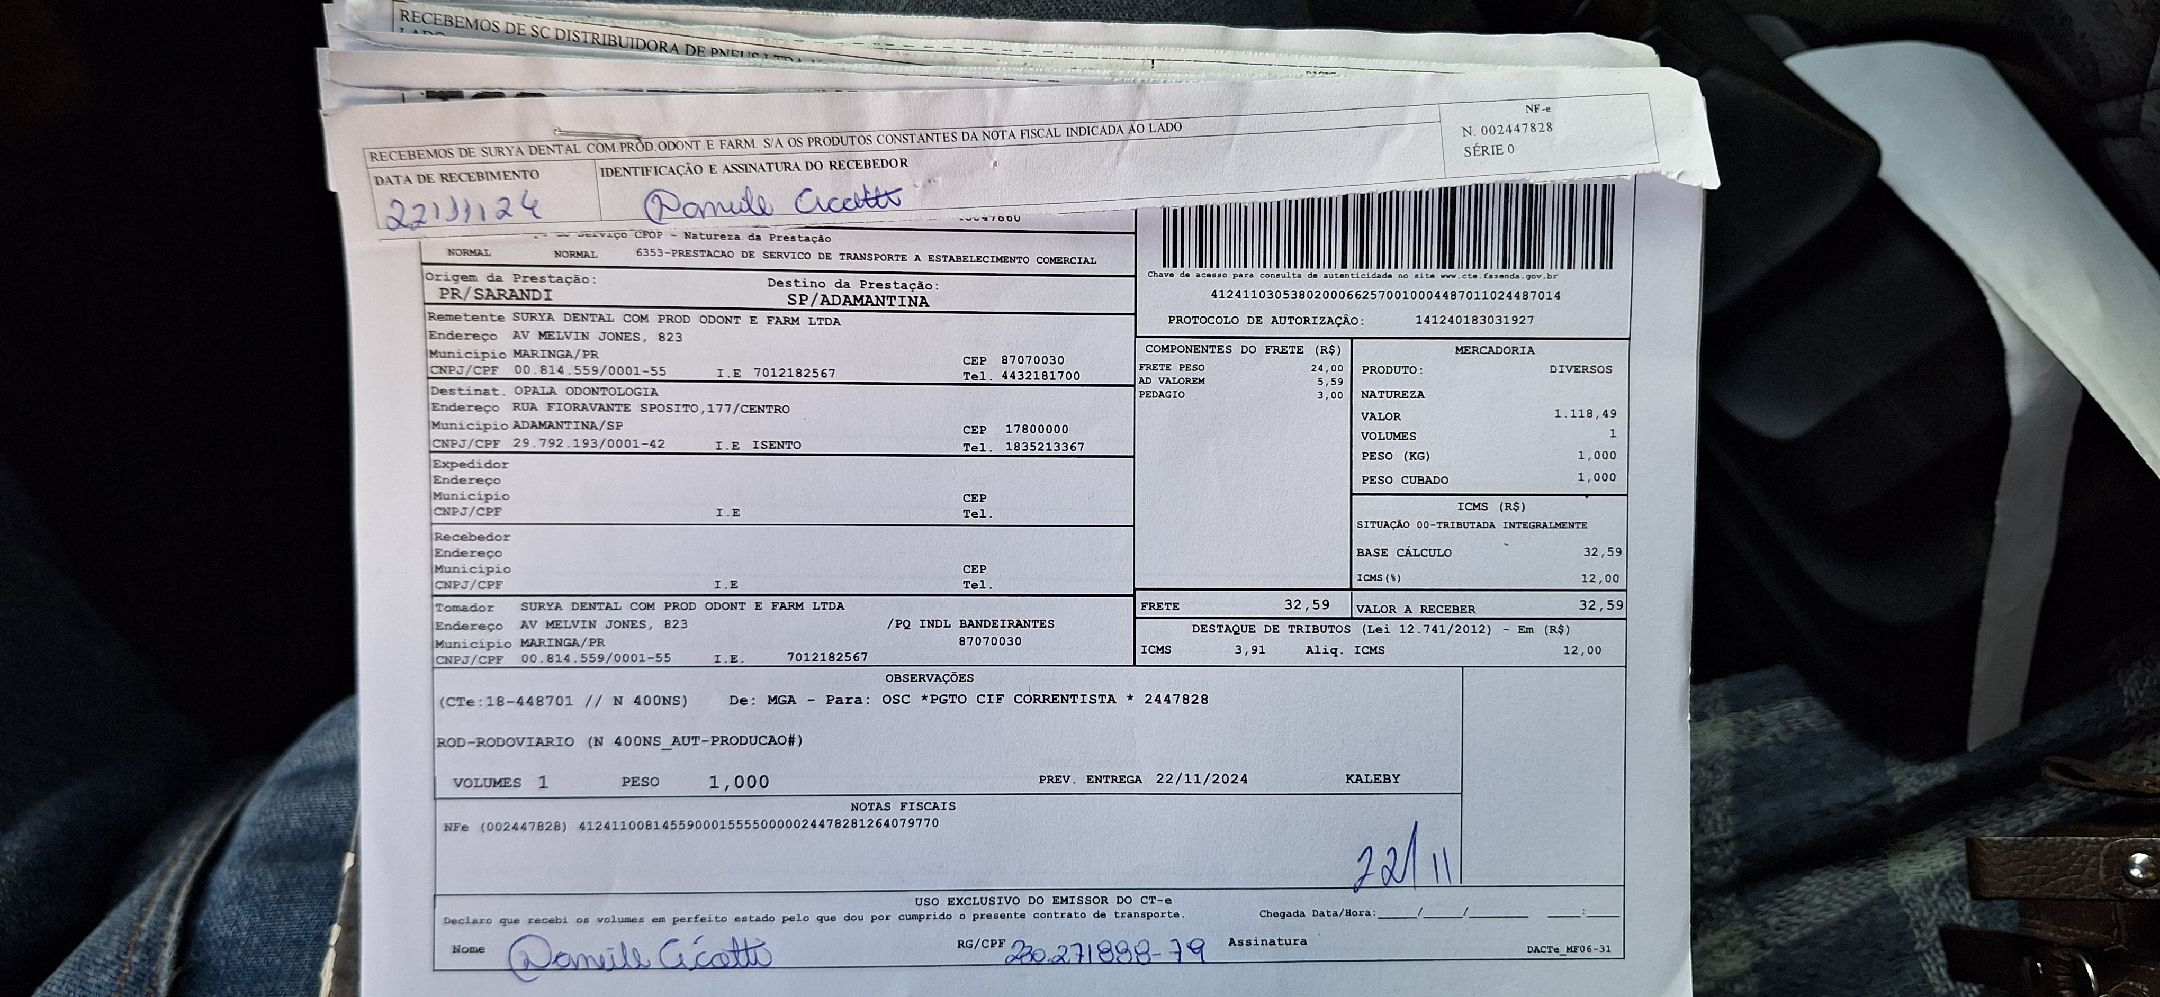 RECEBEMOS DE SC DISTRIBUIDORA DE PNEUS LTDA
RECEBEMOS DE SURYA DENTAL COM.PROD.ODONT E FARM. S/A OS PRODUTOS CONSTANTES DA NOTA FISCAL INDICADA AO LADO
NF-e
N. 002447828
SÉRIE 0
DATA DE RECEBIMENTO
IDENTIFICAÇÃO E ASSINATURA DO RECEBEDOR
22/11/24
Danielle Cicotti
Serviço CFOP - Natureza da Prestação
NORMAL NORMAL 6353-PRESTACAO DE SERVICO DE TRANSPORTE A ESTABELECIMENTO COMERCIAL
Origem da Prestação: Destino da Prestação:
PR/SARANDI SP/ADAMANTINA
Chave de acesso para consulta de autenticidade no site www.cte.fazenda.gov.br
41241103053802000662570010004487011024487014
PROTOCOLO DE AUTORIZAÇÃO: 141240183031927
Remetente SURYA DENTAL COM PROD ODONT E FARM LTDA
Endereço AV MELVIN JONES, 823
Município MARINGA/PR CEP 87070030
CNPJ/CPF 00.814.559/0001-55 I.E 7012182567 Tel. 4432181700
Destinat. OPALA ODONTOLOGIA
Endereço RUA FIORAVANTE SPOSITO,177/CENTRO
Município ADAMANTINA/SP CEP 17800000
CNPJ/CPF 29.792.193/0001-42 I.E ISENTO Tel. 1835213367
Expedidor
Endereço
Município CEP
CNPJ/CPF I.E Tel.
Recebedor
Endereço
Município CEP
CNPJ/CPF I.E Tel.
Tomador SURYA DENTAL COM PROD ODONT E FARM LTDA
Endereço AV MELVIN JONES, 823 /PQ INDL BANDEIRANTES
Município MARINGA/PR 87070030
CNPJ/CPF 00.814.559/0001-55 I.E. 7012182567
COMPONENTES DO FRETE (R$)
FRETE PESO 24,00
AD VALOREM 5,59
PEDAGIO 3,00
MERCADORIA
PRODUTO: DIVERSOS
NATUREZA
VALOR 1.118,49
VOLUMES 1
PESO (KG) 1,000
PESO CUBADO 1,000
ICMS (R$)
SITUAÇÃO 00-TRIBUTADA INTEGRALMENTE
BASE CÁLCULO 32,59
ICMS(%) 12,00
FRETE 32,59 VALOR A RECEBER 32,59
DESTAQUE DE TRIBUTOS (Lei 12.741/2012) - Em (R$)
ICMS 3,91 Aliq. ICMS 12,00
OBSERVAÇÕES
(CTe:18-448701 // N 400NS) De: MGA - Para: OSC *PGTO CIF CORRENTISTA * 2447828
ROD-RODOVIARIO (N 400NS_AUT-PRODUCAO#)
VOLUMES 1 PESO 1,000 PREV. ENTREGA 22/11/2024 KALEBY
NOTAS FISCAIS
NFe (002447828) 41241100814559000155550000024478281264079770
22/11
USO EXCLUSIVO DO EMISSOR DO CT-e
Declaro que recebi os volumes em perfeito estado pelo que dou por cumprido o presente contrato de transporte. Chegada Data/Hora:____/____/________ ____:____
Nome Danielle Cicotti RG/CPF 230.271888-79 Assinatura
DACTe_MF06-31